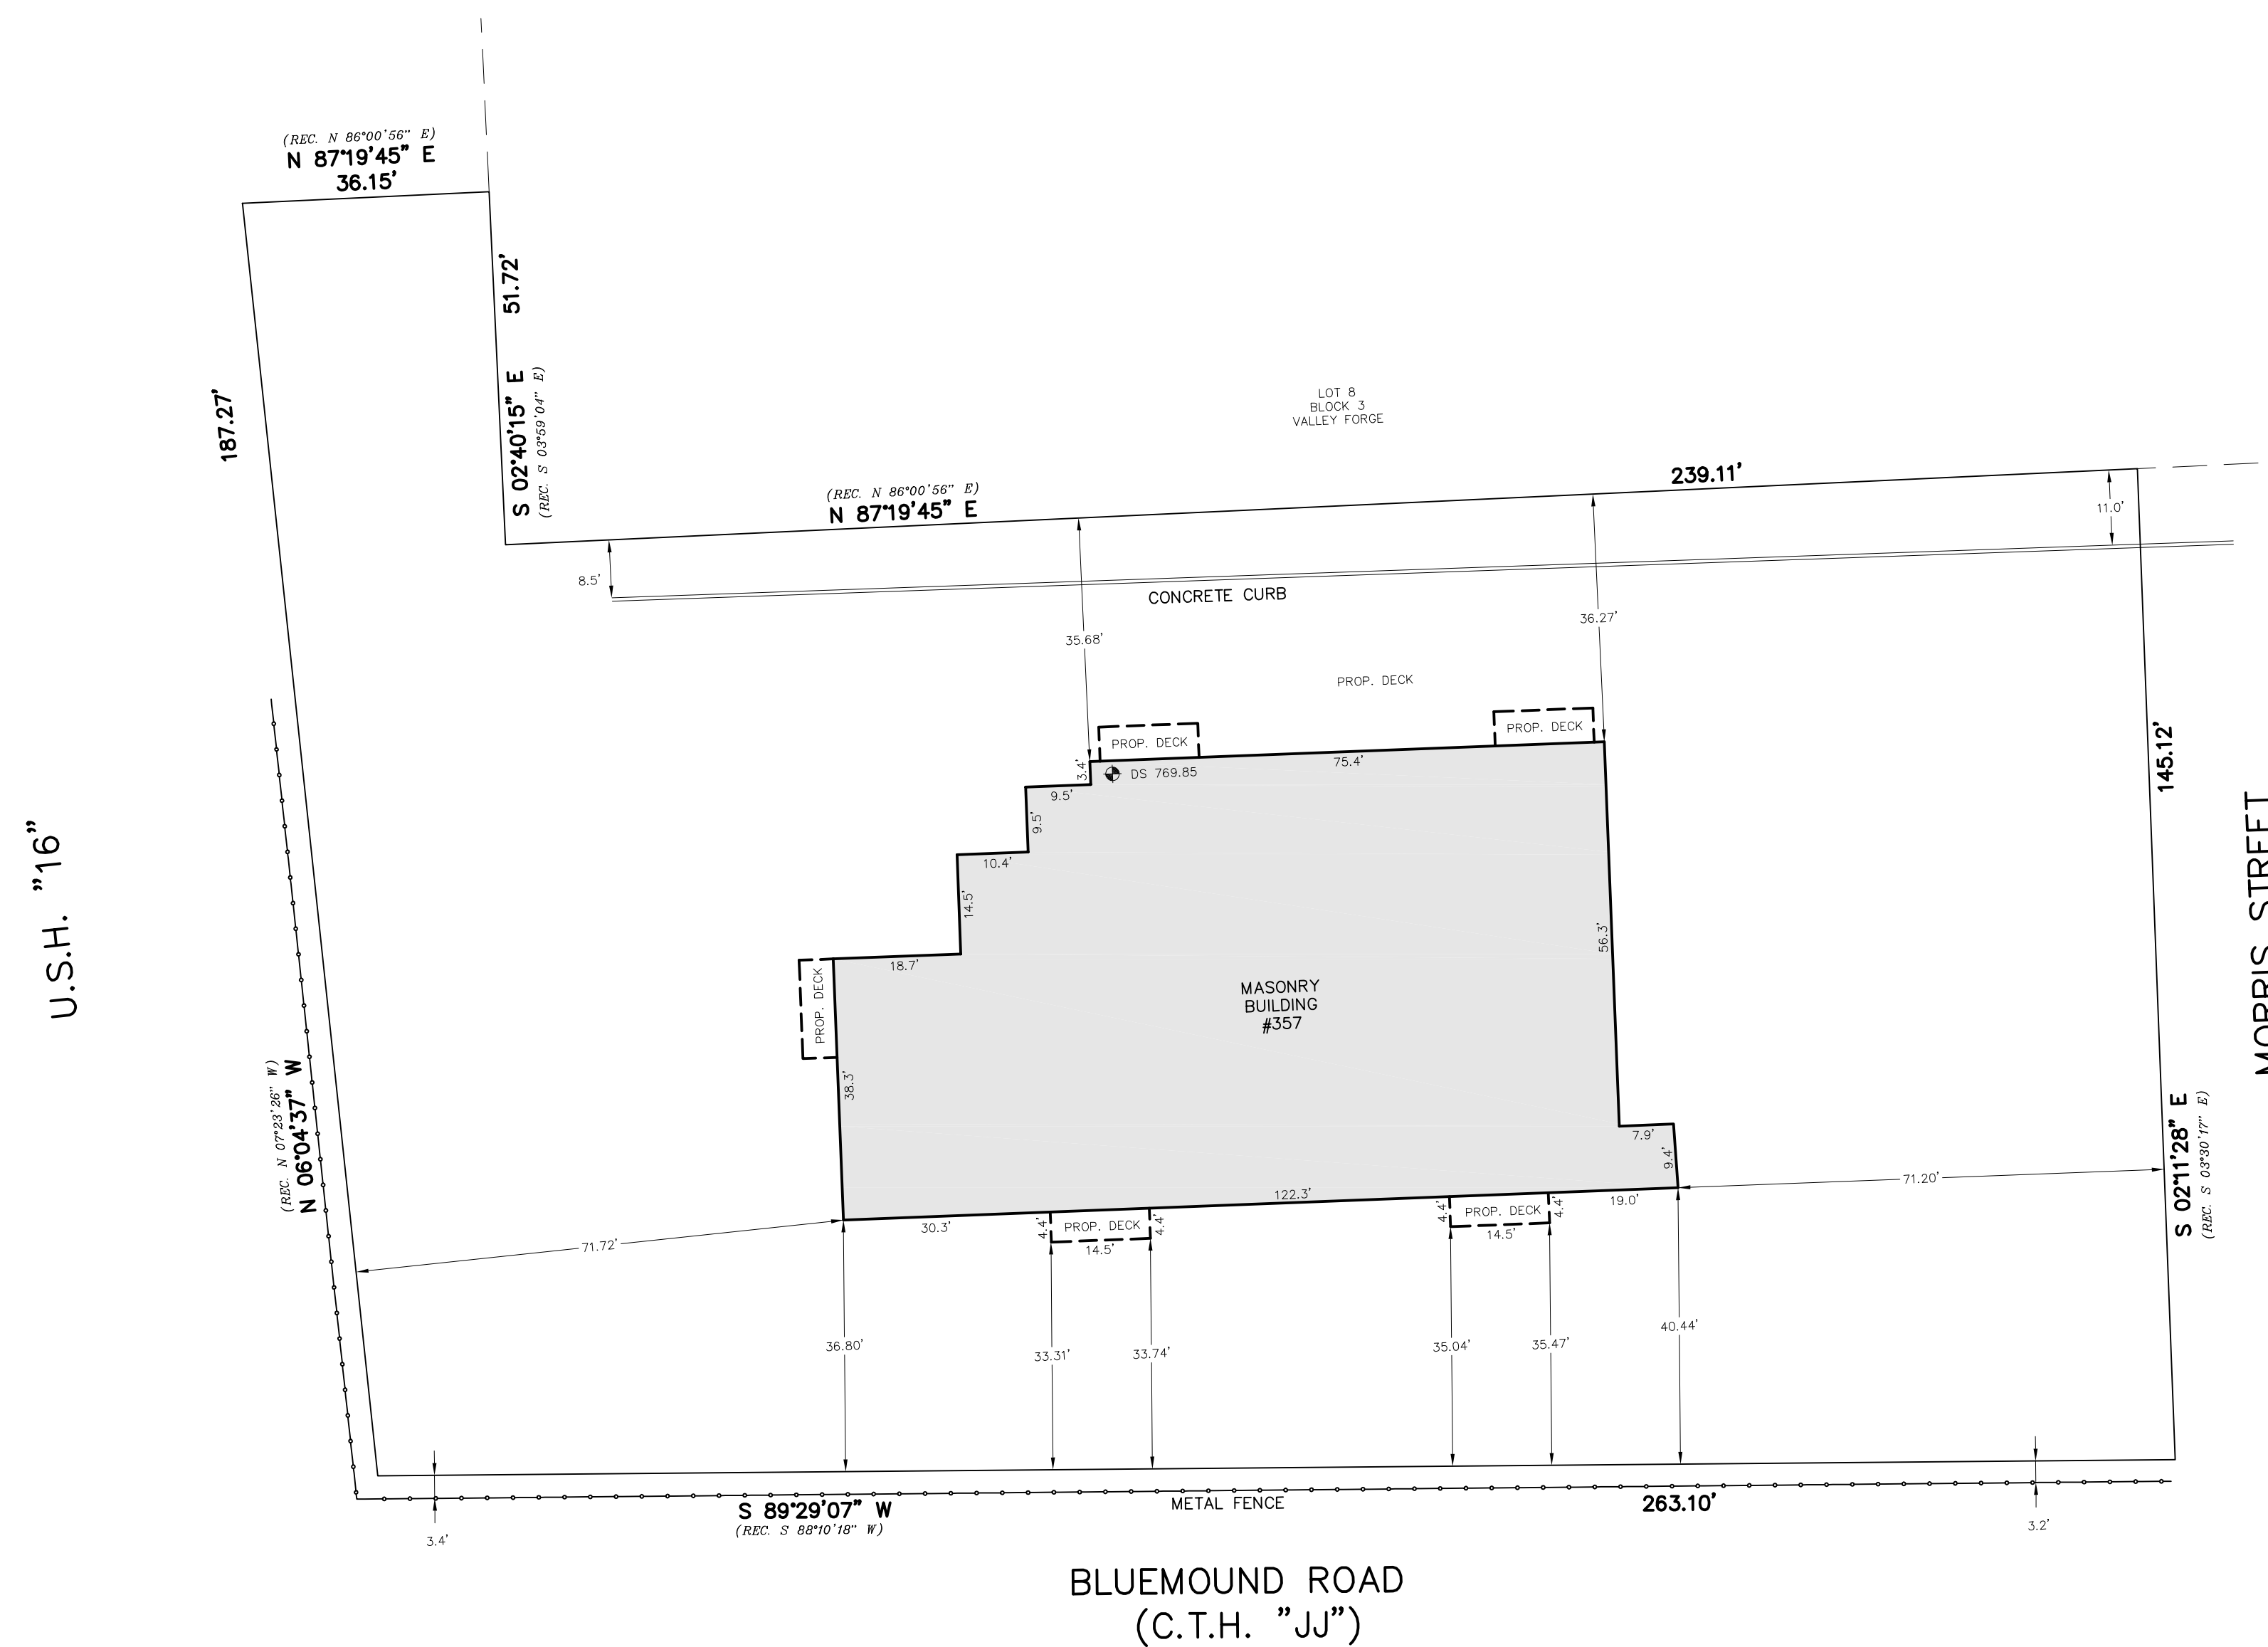 (REC. N 86°00'56" E)
N 87°19'45" E
36.15'
187.27'
51.72'
S 02°40'15" E
(REC. S 03°59'04" E)
LOT 8
BLOCK 3
VALLEY FORGE
(REC. N 86°00'56" E)
N 87°19'45" E
239.11'
11.0'
8.5'
CONCRETE CURB
35.68'
36.27'
PROP. DECK
PROP. DECK
PROP. DECK
3.4'
DS 769.85
75.4'
9.5'
9.5'
10.4'
14.5'
18.7'
PROP. DECK
38.3'
56.3'
MASONRY
BUILDING
#357
7.9'
9.4'
145.12'
U.S.H. "16"
MORRIS STREET
S 02°11'28" E
(REC. S 03°30'17" E)
(REC. N 07°23'26" W)
N 06°04'37" W
122.3'
71.20'
19.0'
30.3'
4.4'
PROP. DECK
4.4'
14.5'
4.4'
PROP. DECK
4.4'
14.5'
71.72'
36.80'
33.31'
33.74'
35.04'
35.47'
40.44'
S 89°29'07" W
(REC. S 88°10'18" W)
METAL FENCE
263.10'
3.4'
3.2'
BLUEMOUND ROAD
(C.T.H. "JJ")